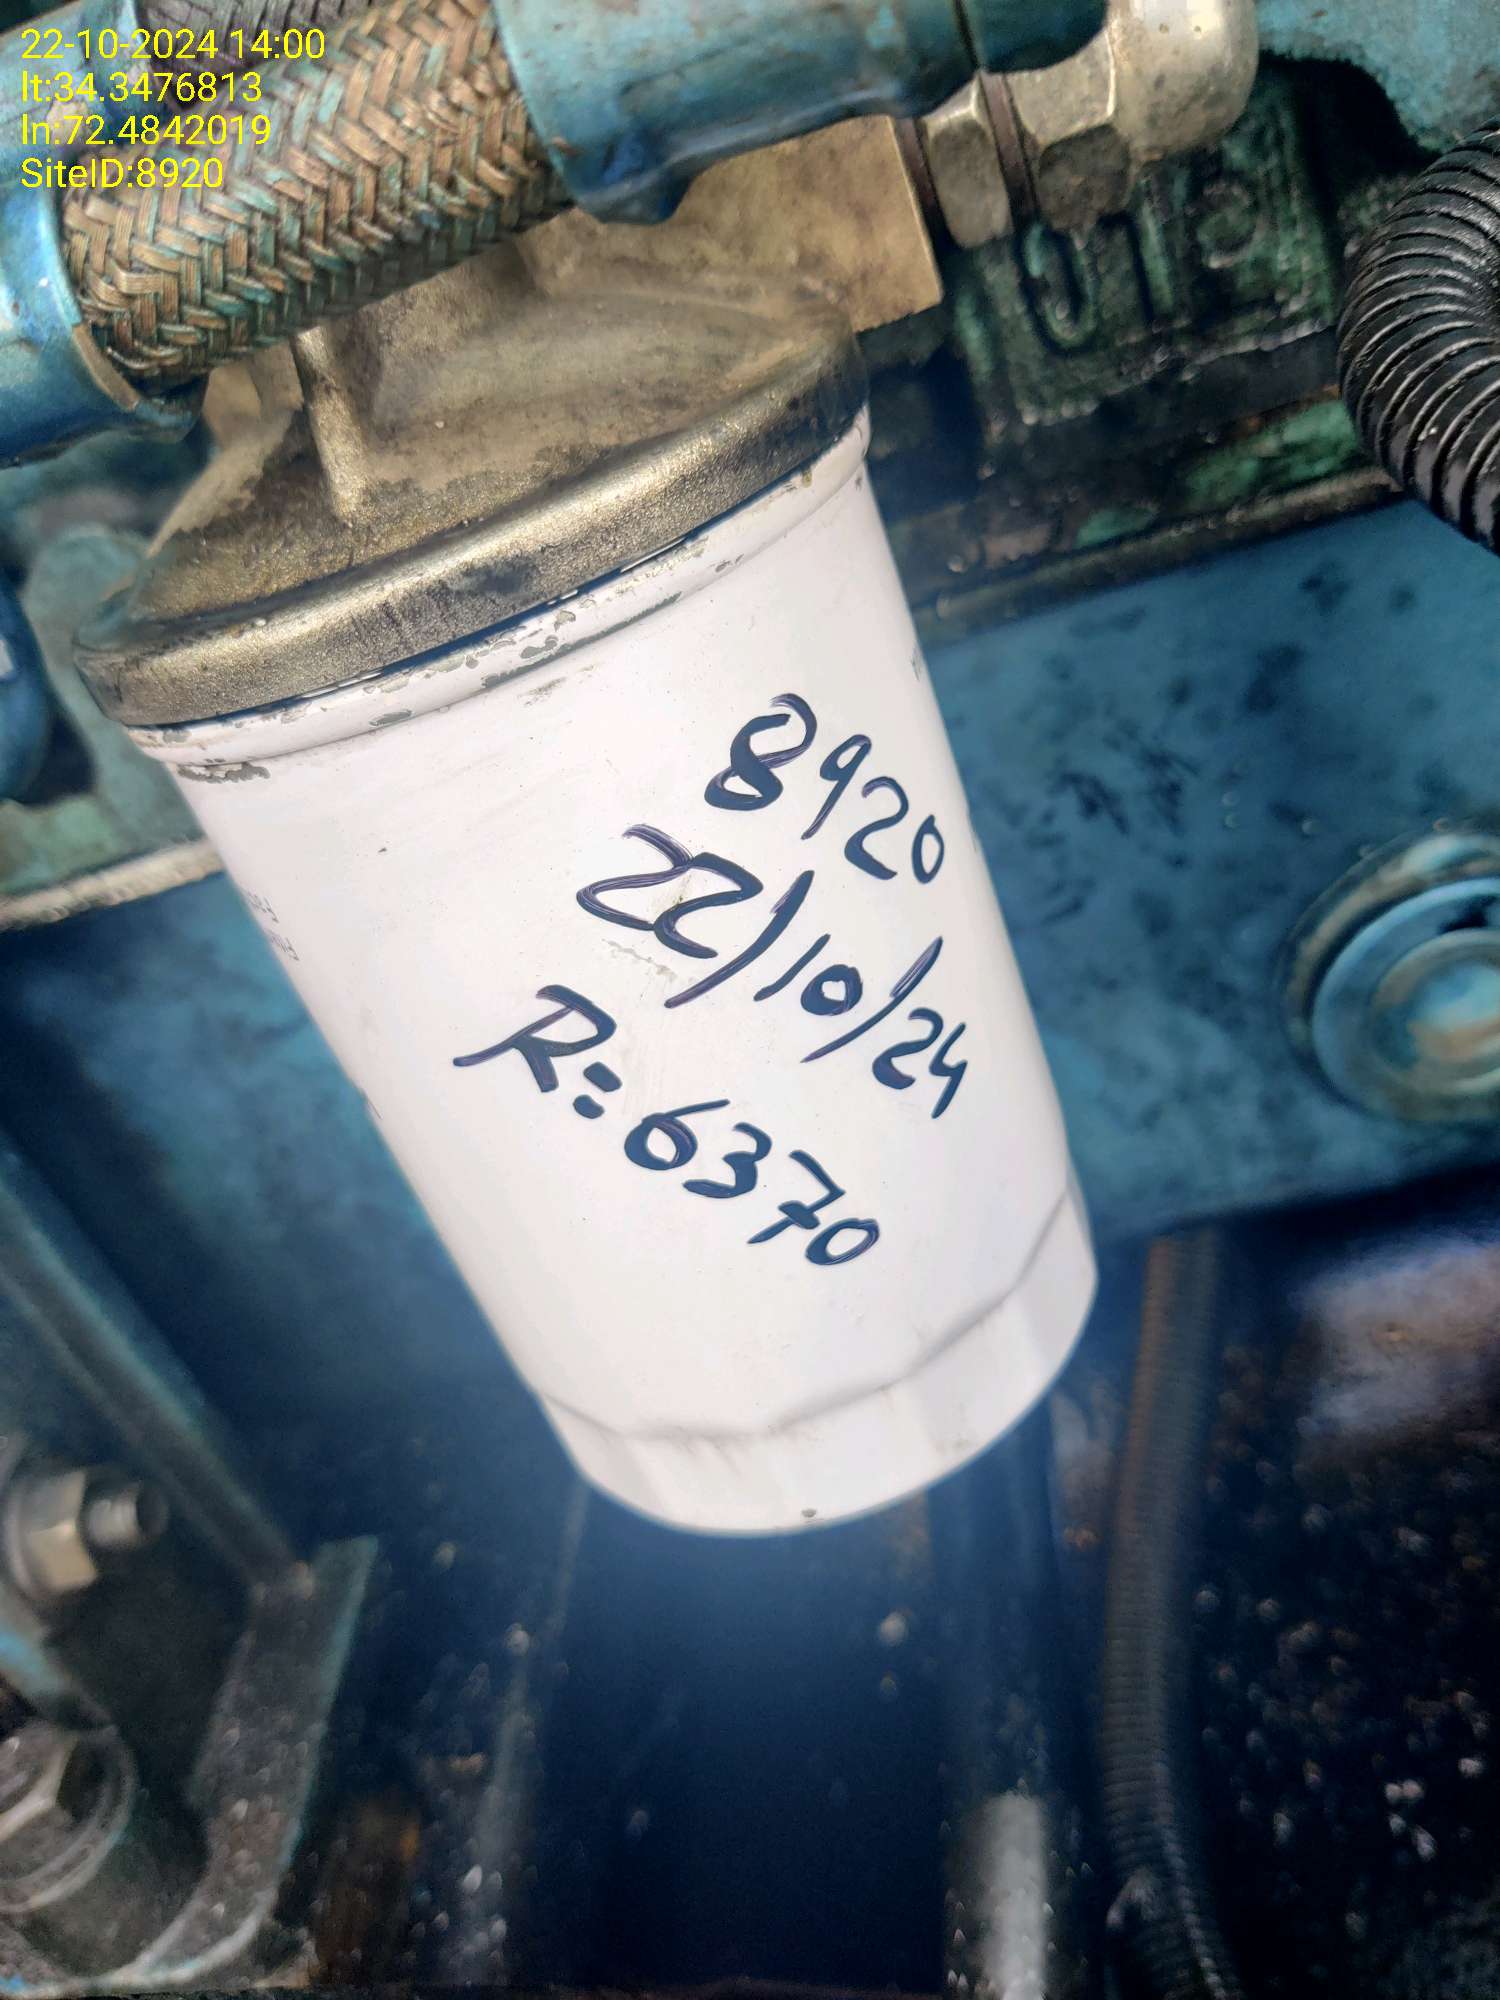 22-10-2024 14:00
lt:34.3476813
ln:72.4842019
SiteID:8920
8920
22/10/24
R:6370